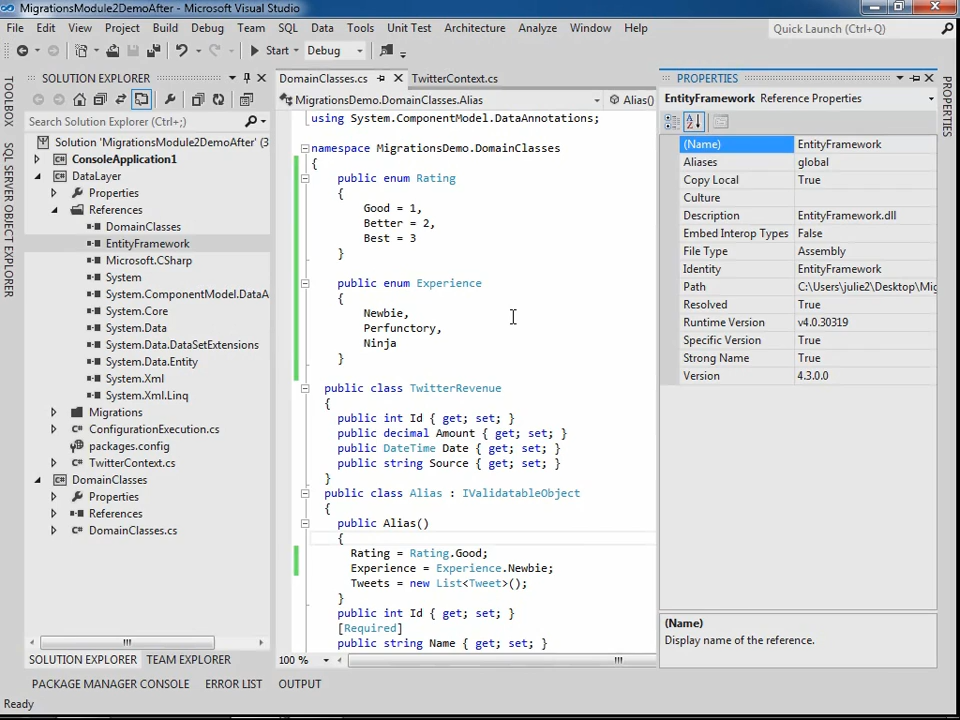 MigrationsModule2DemoAfter - Microsoft Visual Studio
File Edit View Project Build Debug Team SQL Data Tools Unit Test Architecture Analyze Window Help
Quick Launch (Ctrl+Q)
Start Debug
TOOLBOX
SQL SERVER OBJECT EXPLORER
SOLUTION EXPLORER
Search Solution Explorer (Ctrl+;)
Solution 'MigrationsModule2DemoAfter' (3
ConsoleApplication1
DataLayer
Properties
References
DomainClasses
EntityFramework
Microsoft.CSharp
System
System.ComponentModel.DataA
System.Core
System.Data
System.Data.DataSetExtensions
System.Data.Entity
System.Xml
System.Xml.Linq
Migrations
ConfigurationExecution.cs
packages.config
TwitterContext.cs
DomainClasses
Properties
References
DomainClasses.cs
SOLUTION EXPLORER TEAM EXPLORER
DomainClasses.cs TwitterContext.cs
MigrationsDemo.DomainClasses.Alias Alias()
using System.ComponentModel.DataAnnotations;
namespace MigrationsDemo.DomainClasses
{
public enum Rating
{
Good = 1,
Better = 2,
Best = 3
}
public enum Experience
{
Newbie,
Perfunctory,
Ninja
}
public class TwitterRevenue
{
public int Id { get; set; }
public decimal Amount { get; set; }
public DateTime Date { get; set; }
public string Source { get; set; }
}
public class Alias : IValidatableObject
{
public Alias()
{
Rating = Rating.Good;
Experience = Experience.Newbie;
Tweets = new List<Tweet>();
}
public int Id { get; set; }
[Required]
public string Name { get; set; }
100 %
PROPERTIES
EntityFramework Reference Properties
(Name) EntityFramework
Aliases global
Copy Local True
Culture
Description EntityFramework.dll
Embed Interop Types False
File Type Assembly
Identity EntityFramework
Path C:\Users\julie2\Desktop\Mig
Resolved True
Runtime Version v4.0.30319
Specific Version True
Strong Name True
Version 4.3.0.0
(Name)
Display name of the reference.
PROPERTIES
PACKAGE MANAGER CONSOLE ERROR LIST OUTPUT
Ready